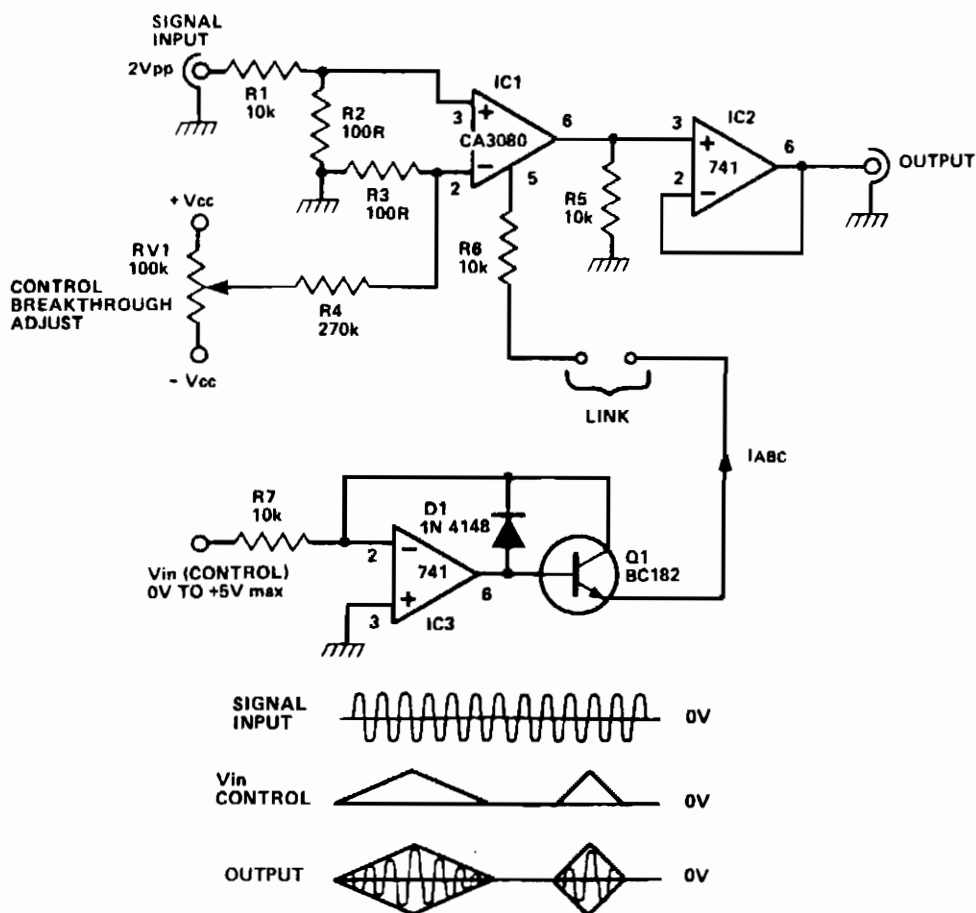 SIGNAL
INPUT
2Vpp
R1
10k
R2
100R
R3
100R
IC1
3
+
CA3080
−
2
5
6
R6
10k
R5
10k
IC2
3
+
741
2
−
6
OUTPUT
+ Vcc
RV1
100k
CONTROL
BREAKTHROUGH
ADJUST
− Vcc
R4
270k
LINK
IABC
R7
10k
Vin (CONTROL)
0V TO +5V max
D1
1N 4148
2
−
741
+
3
6
IC3
Q1
BC182
SIGNAL
INPUT
0V
Vin
CONTROL
0V
OUTPUT
0V